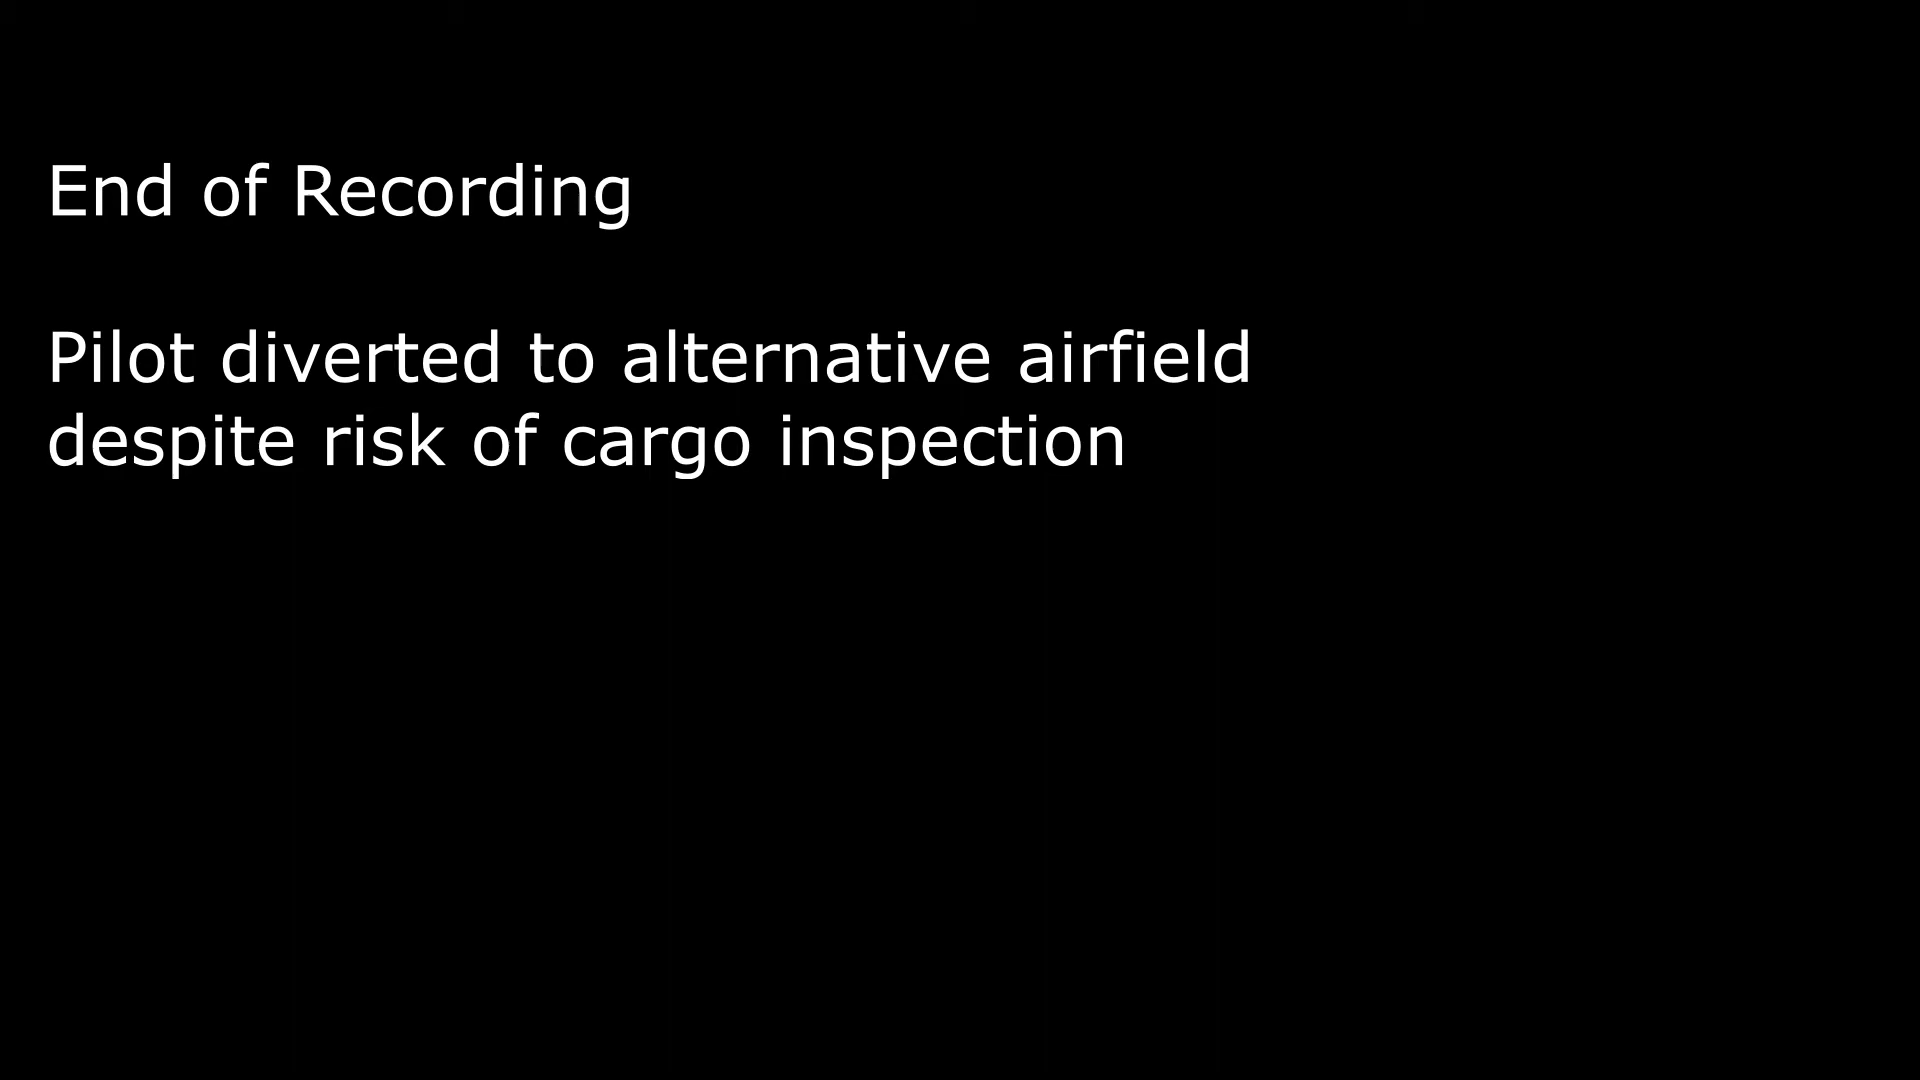 End of Recording
Pilot diverted to alternative airfield
despite risk of cargo inspection